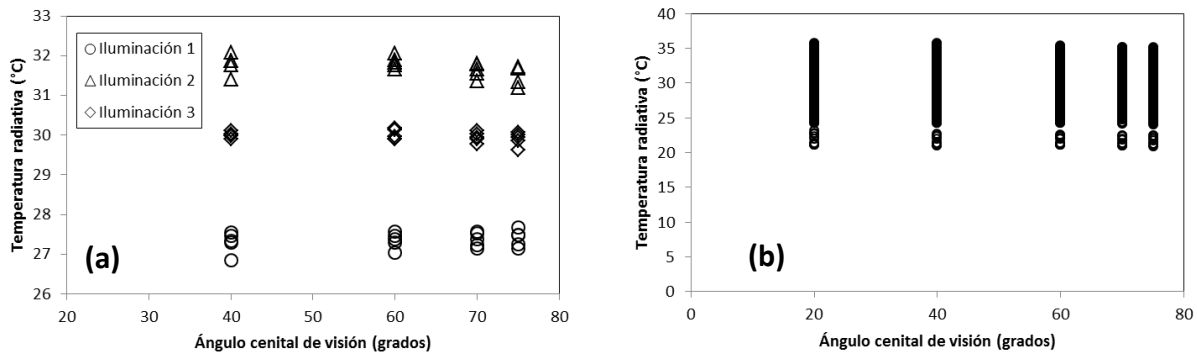 33
32
31
30
29
28
27
26
Temperatura radiativa (°C)
Iluminación 1
Iluminación 2
Iluminación 3
(a)
20 30 40 50 60 70 80
Ángulo cenital de visión (grados)
40
35
30
25
20
15
10
5
0
Temperatura radiativa (°C)
(b)
0 20 40 60 80
Ángulo cenital de visión (grados)